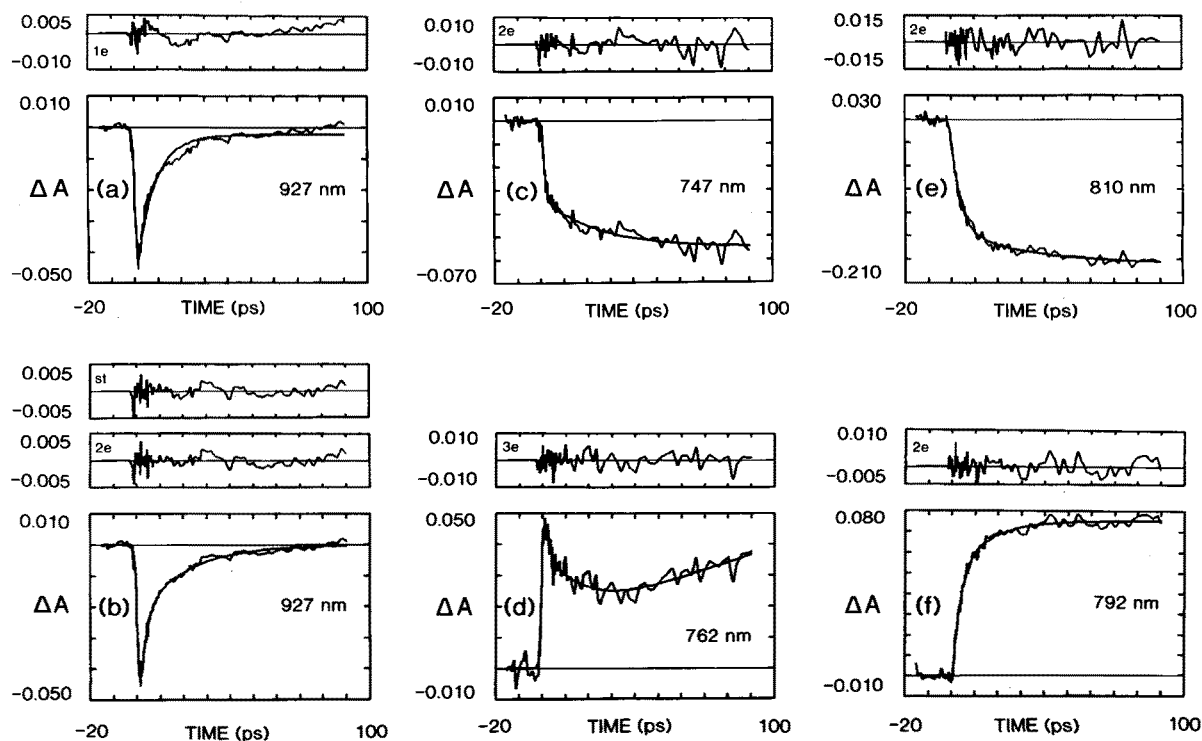 0.005
-0.010
1e
0.010
ΔA
(a)
927 nm
-0.050
-20
TIME (ps)
100
0.010
-0.010
2e
0.010
ΔA
(c)
747 nm
-0.070
-20
TIME (ps)
100
0.015
-0.015
2e
0.030
ΔA
(e)
810 nm
-0.210
-20
TIME (ps)
100
0.005
-0.005
st
0.005
-0.005
2e
0.010
ΔA
(b)
927 nm
-0.050
-20
TIME (ps)
100
0.010
-0.010
3e
0.050
ΔA
(d)
762 nm
-0.010
-20
TIME (ps)
100
0.010
-0.005
2e
0.080
ΔA
(f)
792 nm
-0.010
-20
TIME (ps)
100